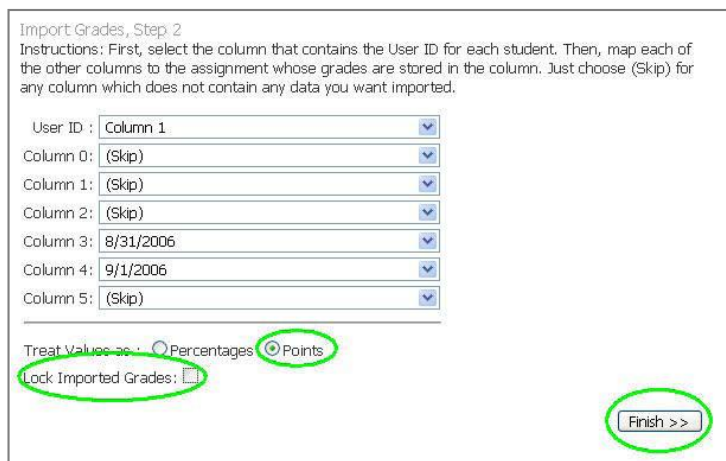 Import Grades, Step 2
Instructions: First, select the column that contains the User ID for each student. Then, map each of
the other columns to the assignment whose grades are stored in the column. Just choose (Skip) for
any column which does not contain any data you want imported.
User ID : Column 1
Column 0: (Skip)
Column 1: (Skip)
Column 2: (Skip)
Column 3: 8/31/2006
Column 4: 9/1/2006
Column 5: (Skip)
Treat Values as : Percentages Points
Lock Imported Grades:
Finish >>